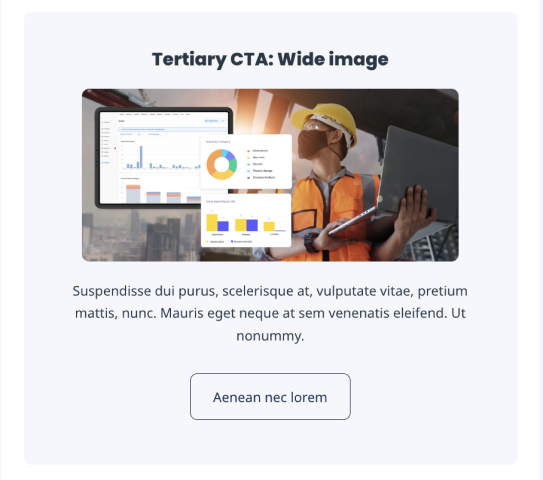 Tertiary CTA: Wide image
Suspendisse dui purus, scelerisque at, vulputate vitae, pretium
mattis, nunc. Mauris eget neque at sem venenatis eleifend. Ut
nonummy.
Aenean nec lorem